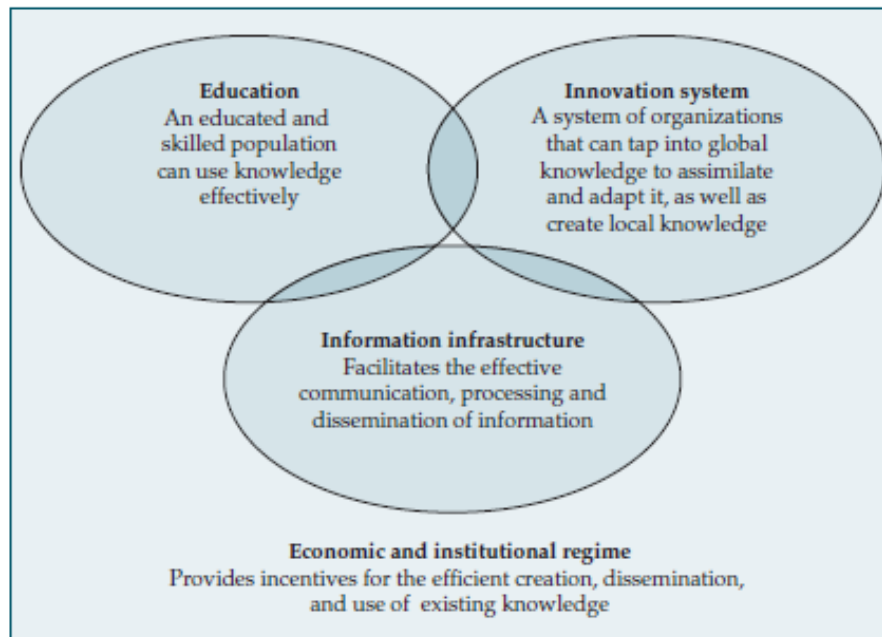 Education
An educated and
skilled population
can use knowledge
effectively
Innovation system
A system of organizations
that can tap into global
knowledge to assimilate
and adapt it, as well as
create local knowledge
Information infrastructure
Facilitates the effective
communication, processing and
dissemination of information
Economic and institutional regime
Provides incentives for the efficient creation, dissemination,
and use of existing knowledge